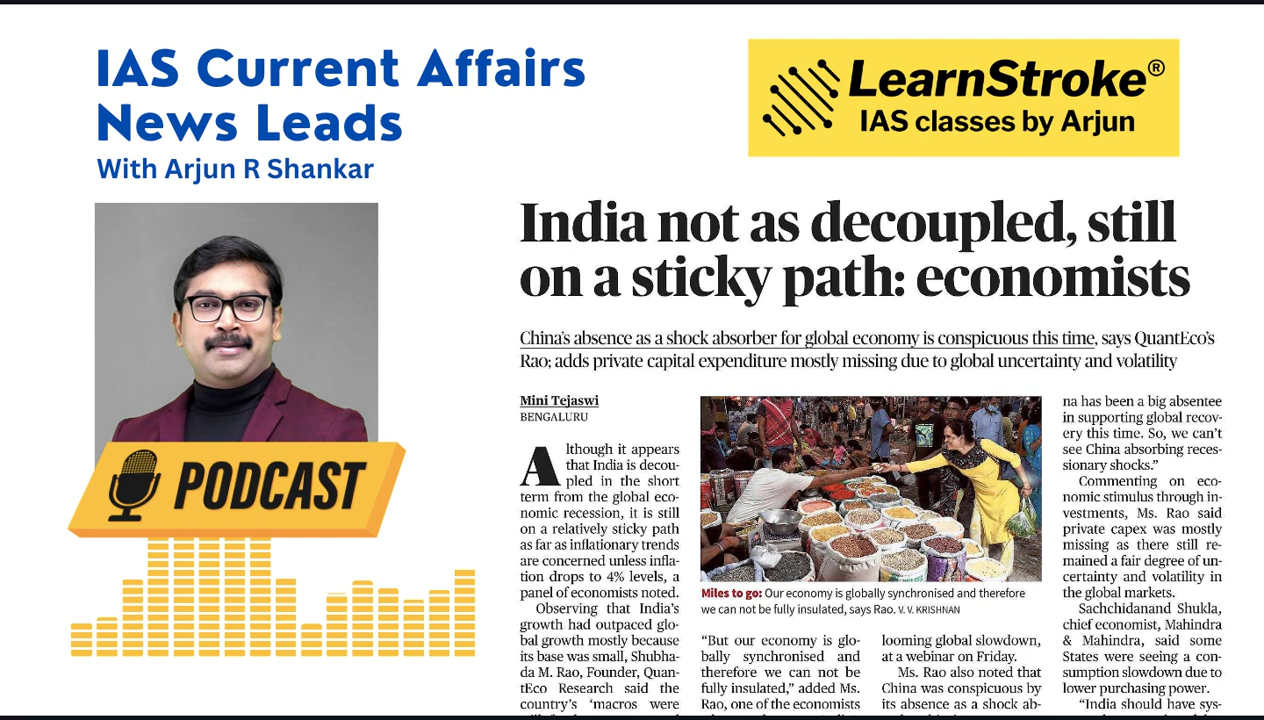 IAS Current Affairs
News Leads
With Arjun R Shankar
LearnStroke®
IAS classes by Arjun
PODCAST
India not as decoupled, still
on a sticky path: economists
China's absence as a shock absorber for global economy is conspicuous this time, says QuantEco's
Rao; adds private capital expenditure mostly missing due to global uncertainty and volatility
Mini Tejaswi
BENGALURU
Although it appears
that India is decou-
pled in the short
term from the global eco-
nomic recession, it is still
on a relatively sticky path
as far as inflationary trends
are concerned unless infla-
tion drops to 4% levels, a
panel of economists noted.
Observing that India's
growth had outpaced glo-
bal growth mostly because
its base was small, Shubha-
da M. Rao, Founder, Quan-
tEco Research said the
country's 'macros were
Miles to go: Our economy is globally synchronised and therefore
we can not be fully insulated, says Rao. V. V. KRISHNAN
"But our economy is glo-
bally synchronised and
therefore we can not be
fully insulated," added Ms.
Rao, one of the economists
looming global slowdown,
at a webinar on Friday.
Ms. Rao also noted that
China was conspicuous by
its absence as a shock ab-
na has been a big absentee
in supporting global recov-
ery this time. So, we can't
see China absorbing reces-
sionary shocks."
Commenting on eco-
nomic stimulus through in-
vestments, Ms. Rao said
private capex was mostly
missing as there still re-
mained a fair degree of un-
certainty and volatility in
the global markets.
Sachchidanand Shukla,
chief economist, Mahindra
& Mahindra, said some
States were seeing a con-
sumption slowdown due to
lower purchasing power.
"India should have sys-